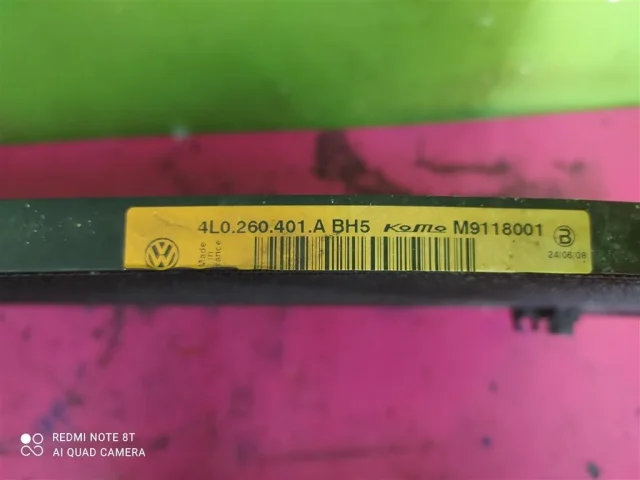 4L0.260.401.A BH5 KoMo M9118001
Made
in
France
B
24/06/08
REDMI NOTE 8T
AI QUAD CAMERA